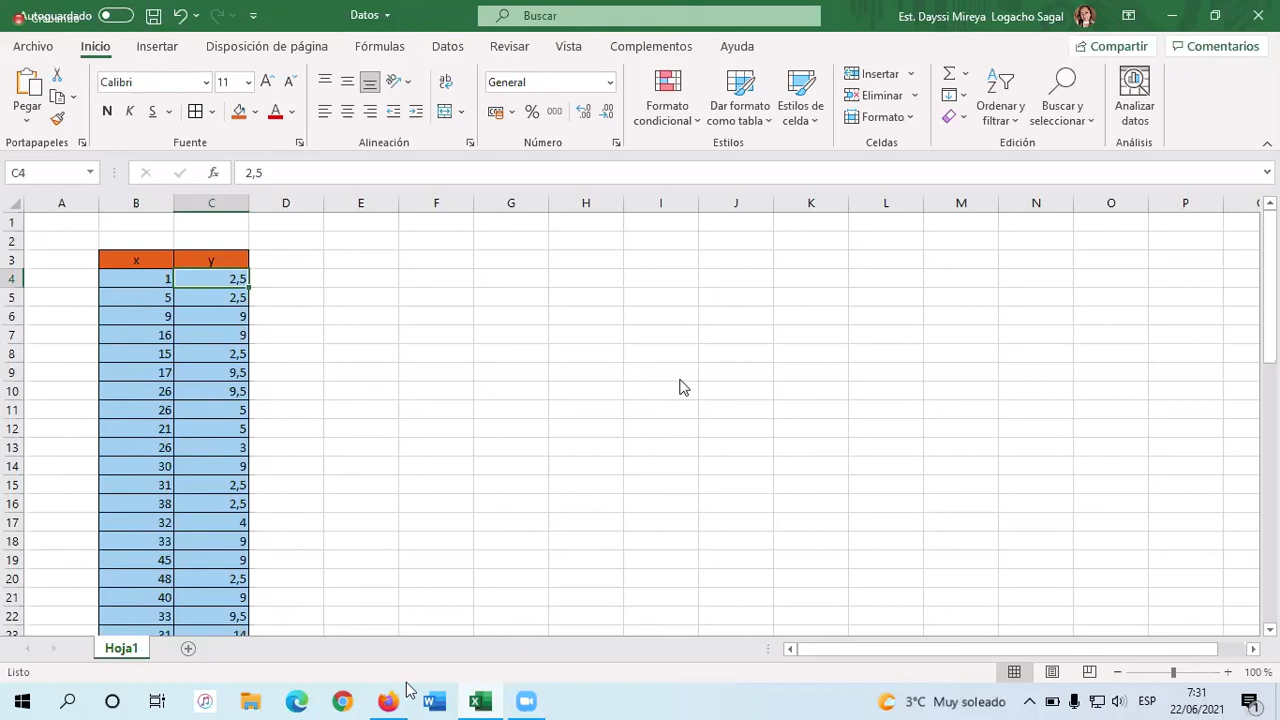 Autoguardado
Datos
Buscar
Est. Dayssi Mireya Logacho Sagal
Archivo Inicio Insertar Disposición de página Fórmulas Datos Revisar Vista Complementos Ayuda
Compartir Comentarios
Pegar
Portapapeles
Calibri 11
N K S
Fuente
Alineación
General
% 000
Número
Formato condicional
Dar formato como tabla
Estilos de celda
Estilos
Insertar
Eliminar
Formato
Celdas
Ordenar y filtrar
Buscar y seleccionar
Edición
Analizar datos
Análisis
C4 fx 2,5
A B C D E F G H I J K L M N O P
1
2
3 x y
4 1 2,5
5 5 2,5
6 9 9
7 16 9
8 15 2,5
9 17 9,5
10 26 9,5
11 26 5
12 21 5
13 26 3
14 30 9
15 31 2,5
16 38 2,5
17 32 4
18 33 9
19 45 9
20 48 2,5
21 40 9
22 33 9,5
23 31 14
Hoja1
Listo
100 %
3°C Muy soleado
ESP
7:31
22/06/2021